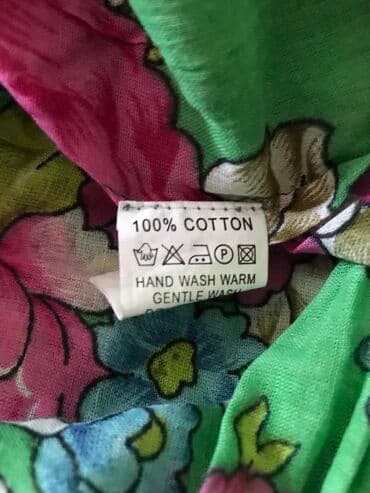 100% COTTON
P
HAND WASH WARM
GENTLE WASH